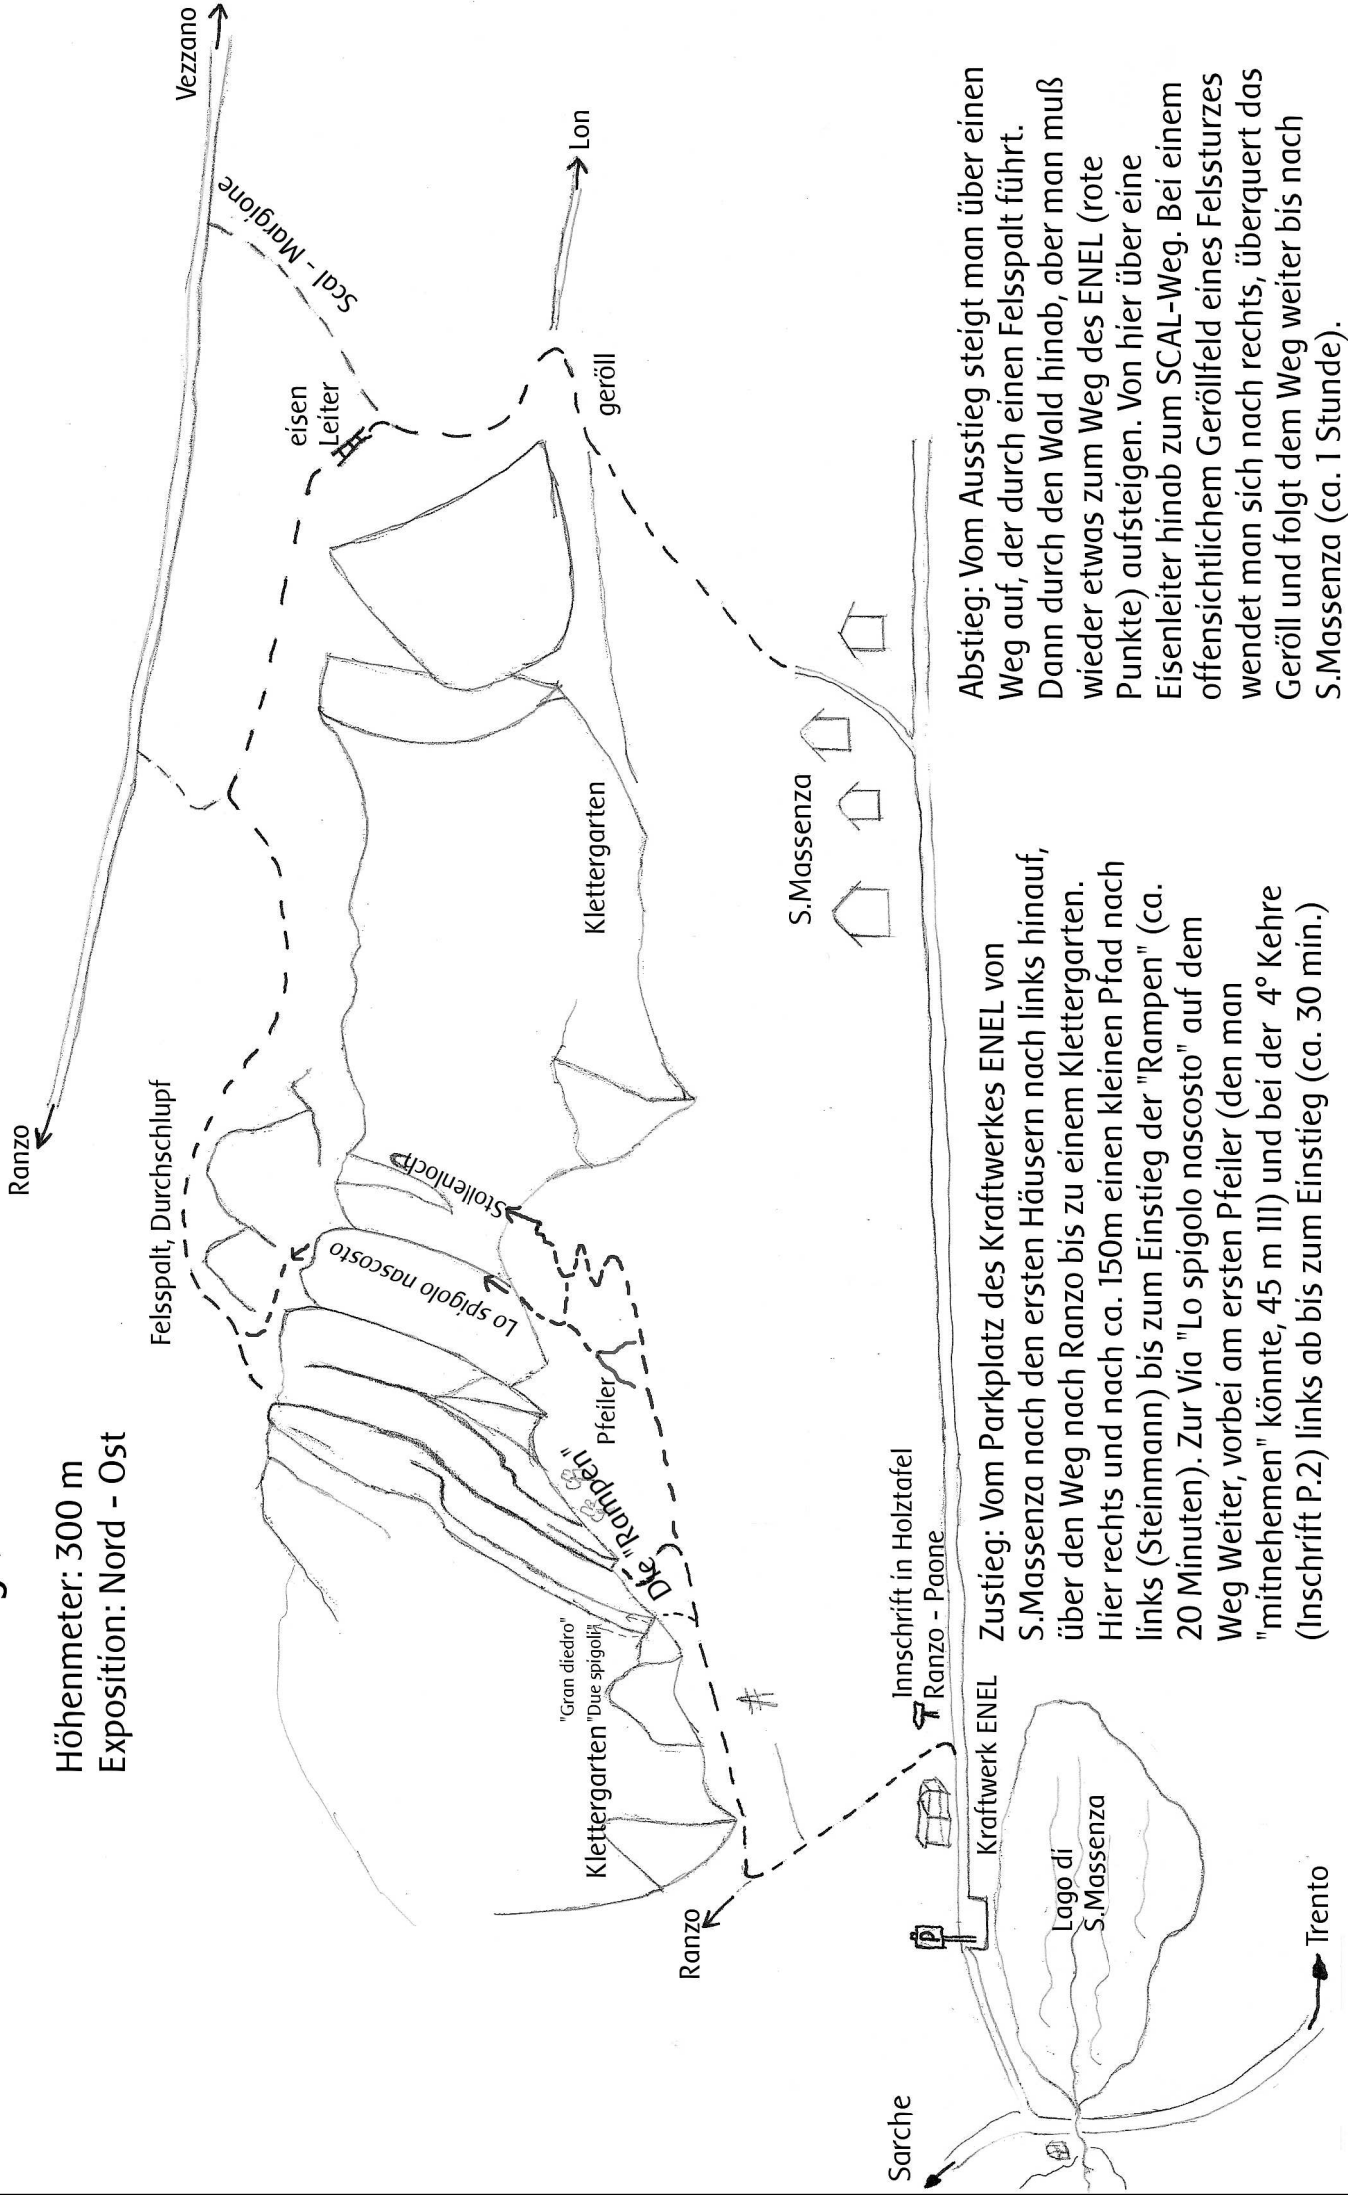 Höhenmeter: 300 m
Exposition: Nord - Ost
Ranzo
Vezzano
Scal - Margione
Lon
eisen
Leiter
geröll
Felsspalt, Durchschlupf
Stollenloch
Lo spigolo nascosto
Klettergarten
Pfeiler
Die "Rampen"
"Gran diedro"
Klettergarten "Due spigoli"
Ranzo
S.Massenza
Innschrift in Holztafel
Ranzo - Paone
P
Kraftwerk ENEL
Lago di
S.Massenza
Sarche
Trento
Zustieg: Vom Parkplatz des Kraftwerkes ENEL von
S.Massenza nach den ersten Häusern nach links hinauf,
über den Weg nach Ranzo bis zu einem Klettergarten.
Hier rechts und nach ca. 150m einen kleinen Pfad nach
links (Steinmann) bis zum Einstieg der "Rampen" (ca.
20 Minuten). Zur Via "Lo spigolo nascosto" auf dem
Weg Weiter, vorbei am ersten Pfeiler (den man
"mitnehemen" könnte, 45 m III) und bei der 4° Kehre
(Inschrift P.2) links ab bis zum Einstieg (ca. 30 min.)
Abstieg: Vom Ausstieg steigt man über einen
Weg auf, der durch einen Felsspalt führt.
Dann durch den Wald hinab, aber man muß
wieder etwas zum Weg des ENEL (rote
Punkte) aufsteigen. Von hier über eine
Eisenleiter hinab zum SCAL-Weg. Bei einem
offensichtlichem Geröllfeld eines Felssturzes
wendet man sich nach rechts, überquert das
Geröll und folgt dem Weg weiter bis nach
S.Massenza (ca. 1 Stunde).